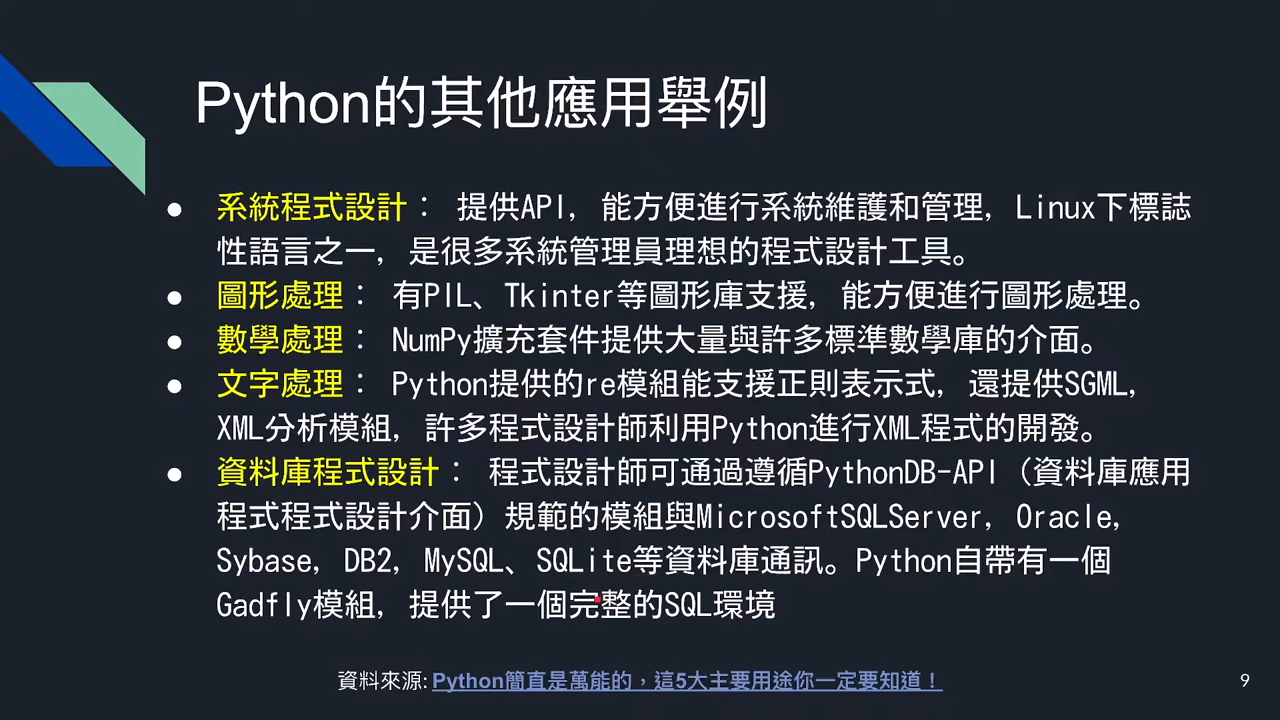 Python的其他應用舉例
● 系統程式設計： 提供API，能方便進行系統維護和管理，Linux下標誌
性語言之一，是很多系統管理員理想的程式設計工具。
● 圖形處理： 有PIL、Tkinter等圖形庫支援，能方便進行圖形處理。
● 數學處理： NumPy擴充套件提供大量與許多標準數學庫的介面。
● 文字處理： Python提供的re模組能支援正則表示式，還提供SGML，
XML分析模組，許多程式設計師利用Python進行XML程式的開發。
● 資料庫程式設計： 程式設計師可通過遵循PythonDB-API（資料庫應用
程式程式設計介面）規範的模組與MicrosoftSQLServer，Oracle，
Sybase，DB2，MySQL、SQLite等資料庫通訊。Python自帶有一個
Gadfly模組，提供了一個完整的SQL環境
資料來源: Python簡直是萬能的，這5大主要用途你一定要知道！
9